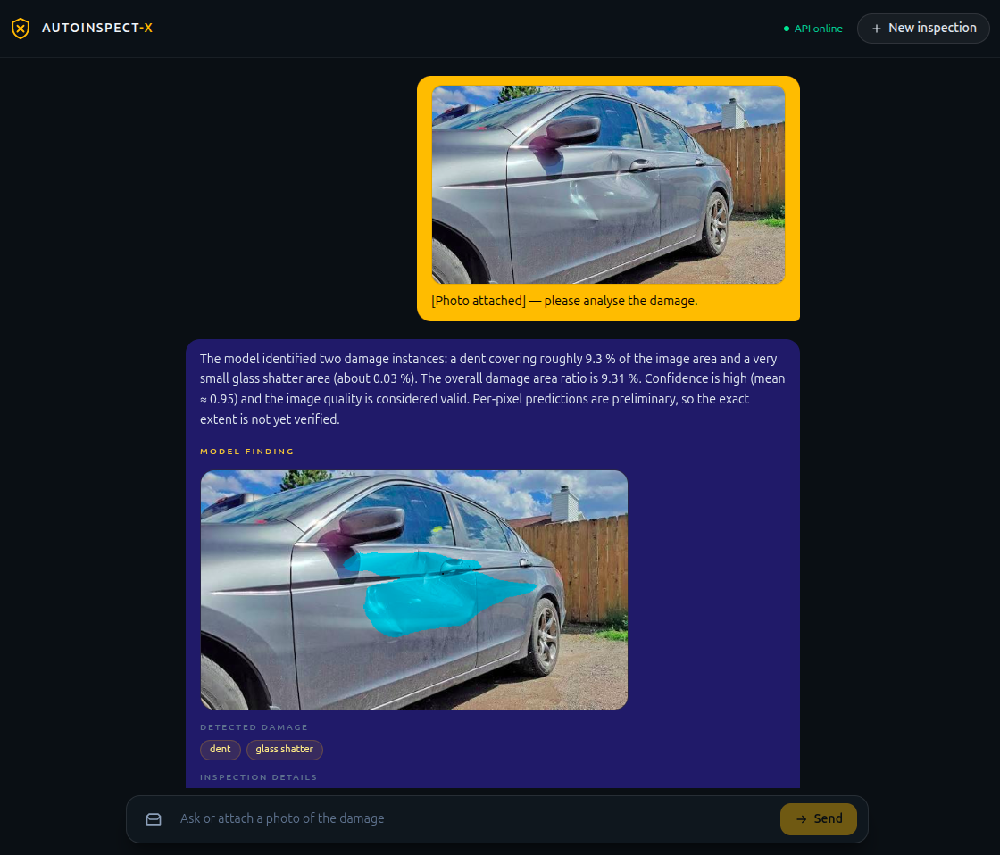 AUTOINSPECT-X
API online
+ New inspection
[Photo attached] — please analyse the damage.
The model identified two damage instances: a dent covering roughly 9.3 % of the image area and a very
small glass shatter area (about 0.03 %). The overall damage area ratio is 9.31 %. Confidence is high (mean
≈ 0.95) and the image quality is considered valid. Per-pixel predictions are preliminary, so the exact
extent is not yet verified.
MODEL FINDING
DETECTED DAMAGE
dent
glass shatter
INSPECTION DETAILS
Ask or attach a photo of the damage
→ Send